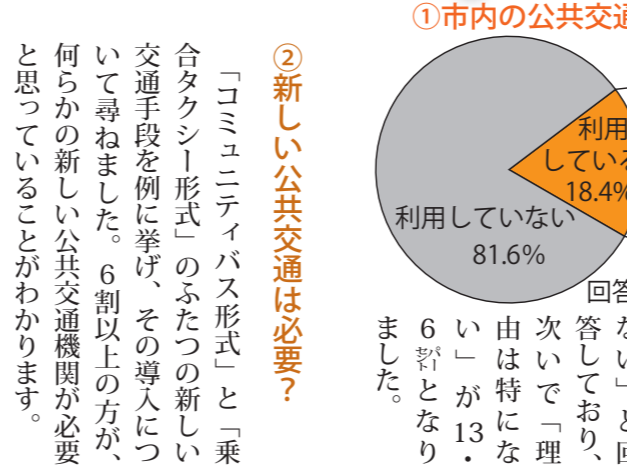 ①市内の公共交通
利用
している
18.4%
利用していない
81.6%
回答
ない」と回
答しており、
次いで「理
由は特にな
い」が13・
6㌫となり
ました。
②新しい公共交通は必要？
「コミュニティバス形式」と「乗
合タクシー形式」のふたつの新しい
交通手段を例に挙げ、その導入につ
いて尋ねました。6割以上の方が、
何らかの新しい公共交通機関が必要
と思っていることがわかります。